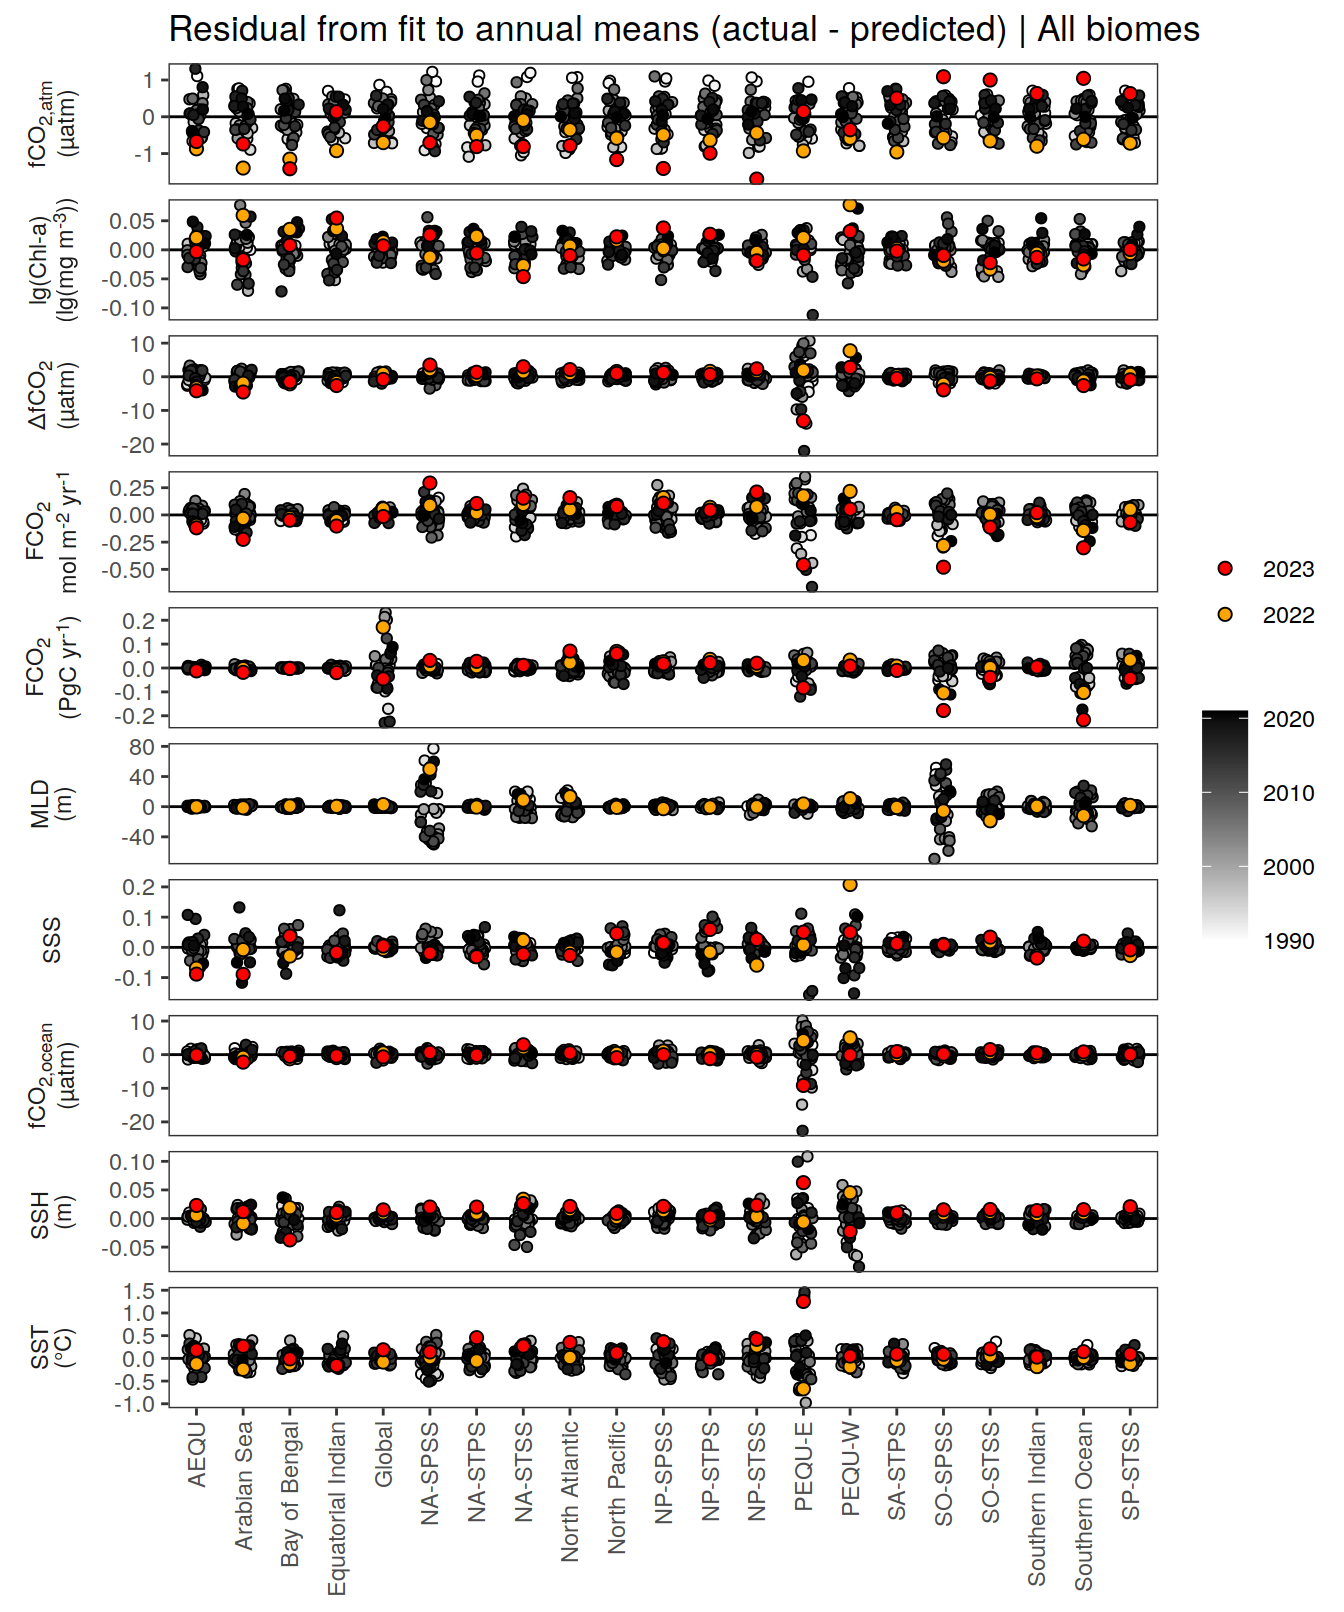 Residual from fit to annual means (actual - predicted) | All biomes
fCO2,atm
(µatm)
1
0
-1
lg(Chl-a)
(lg(mg m-3))
0.05
0.00
-0.05
-0.10
ΔfCO2
(µatm)
10
0
-10
-20
FCO2
mol m-2 yr-1
0.25
0.00
-0.25
-0.50
FCO2
(PgC yr-1)
0.2
0.1
0.0
-0.1
-0.2
MLD
(m)
80
40
0
-40
SSS
0.2
0.1
0.0
-0.1
fCO2,ocean
(µatm)
10
0
-10
-20
SSH
(m)
0.10
0.05
0.00
-0.05
SST
(°C)
1.5
1.0
0.5
0.0
-0.5
-1.0
AEQU
Arabian Sea
Bay of Bengal
Equatorial Indian
Global
NA-SPSS
NA-STPS
NA-STSS
North Atlantic
North Pacific
NP-SPSS
NP-STPS
NP-STSS
PEQU-E
PEQU-W
SA-STPS
SO-SPSS
SO-STSS
Southern Indian
Southern Ocean
SP-STSS
2023
2022
2020
2010
2000
1990